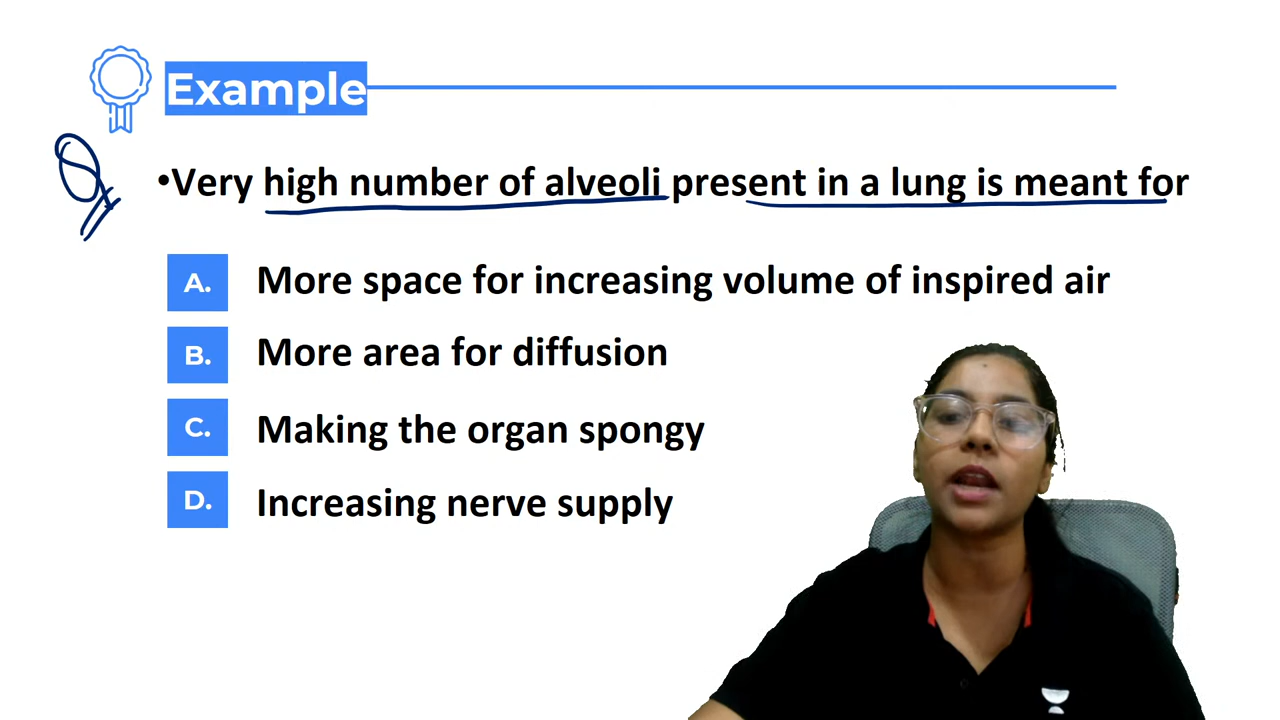 Example
Q
•Very high number of alveoli present in a lung is meant for
A. More space for increasing volume of inspired air
B. More area for diffusion
C. Making the organ spongy
D. Increasing nerve supply